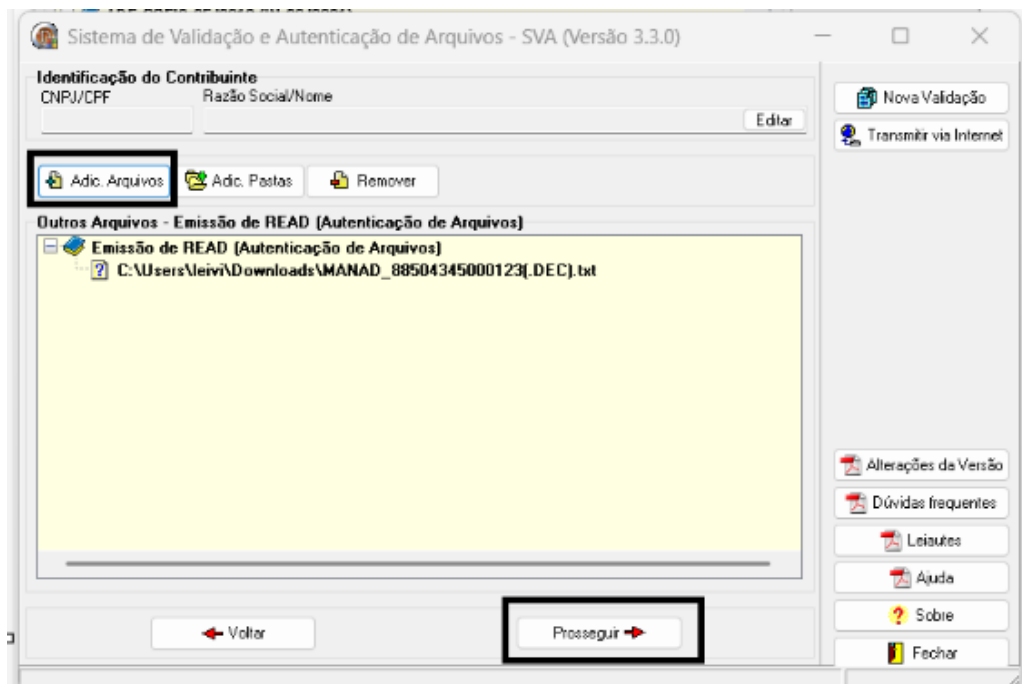 Sistema de Validação e Autenticação de Arquivos - SVA (Versão 3.3.0)
Identificação do Contribuinte
CNPJ/CPF Razão Social/Nome
Editar
Nova Validação
Transmitir via Internet
Adic. Arquivos Adic. Pastas Remover
Outros Arquivos - Emissão de READ (Autenticação de Arquivos)
Emissão de READ (Autenticação de Arquivos)
C:\Users\leivi\Downloads\MANAD_88504345000123(.DEC).txt
Alterações da Versão
Dúvidas frequentes
Leiautes
Ajuda
Sobre
Fechar
Voltar Prosseguir